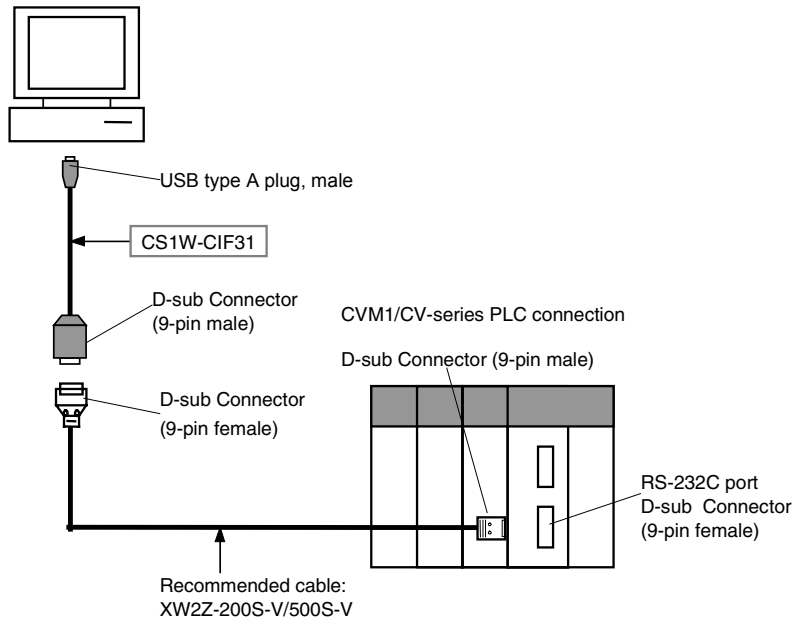 USB type A plug, male
CS1W-CIF31
D-sub Connector
(9-pin male)
CVM1/CV-series PLC connection
D-sub Connector (9-pin male)
D-sub Connector
(9-pin female)
RS-232C port
D-sub Connector
(9-pin female)
Recommended cable:
XW2Z-200S-V/500S-V